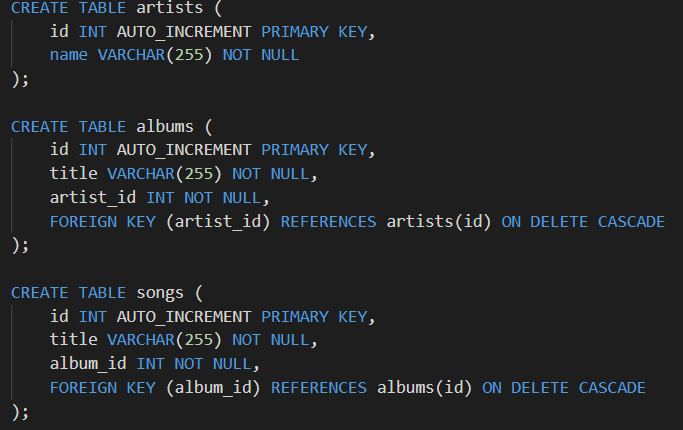 CREATE TABLE artists (
    id INT AUTO_INCREMENT PRIMARY KEY,
    name VARCHAR(255) NOT NULL
);
CREATE TABLE albums (
    id INT AUTO_INCREMENT PRIMARY KEY,
    title VARCHAR(255) NOT NULL,
    artist_id INT NOT NULL,
    FOREIGN KEY (artist_id) REFERENCES artists(id) ON DELETE CASCADE
);
CREATE TABLE songs (
    id INT AUTO_INCREMENT PRIMARY KEY,
    title VARCHAR(255) NOT NULL,
    album_id INT NOT NULL,
    FOREIGN KEY (album_id) REFERENCES albums(id) ON DELETE CASCADE
);